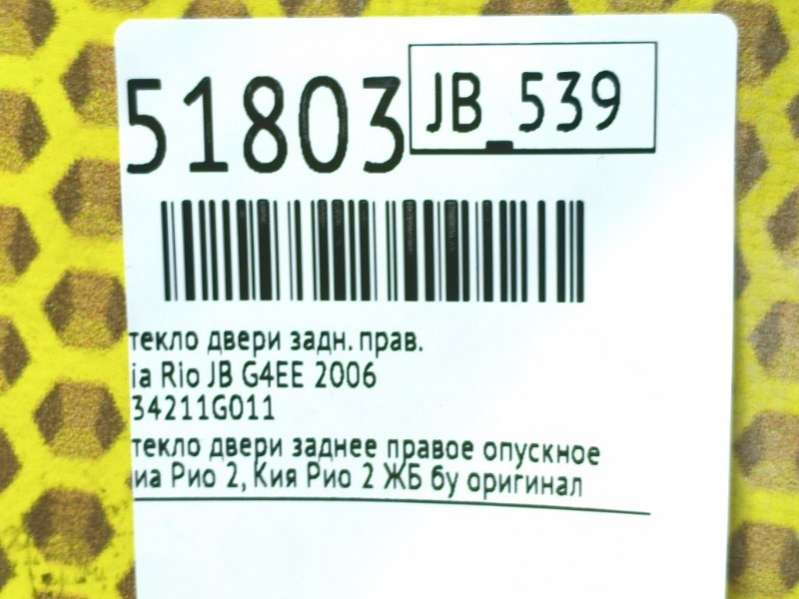 51803
JB_539
текло двери задн. прав.
ia Rio JB G4EE 2006
34211G011
текло двери заднее правое опускное
иа Рио 2, Кия Рио 2 ЖБ бу оригинал